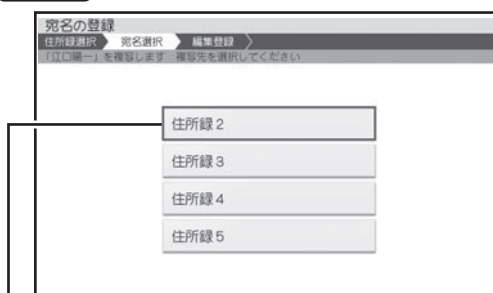 宛名の登録
住所録選択 宛名選択 編集登録
「江口陽一」を複写します 複写先を選択してください
住所録2
住所録3
住所録4
住所録5